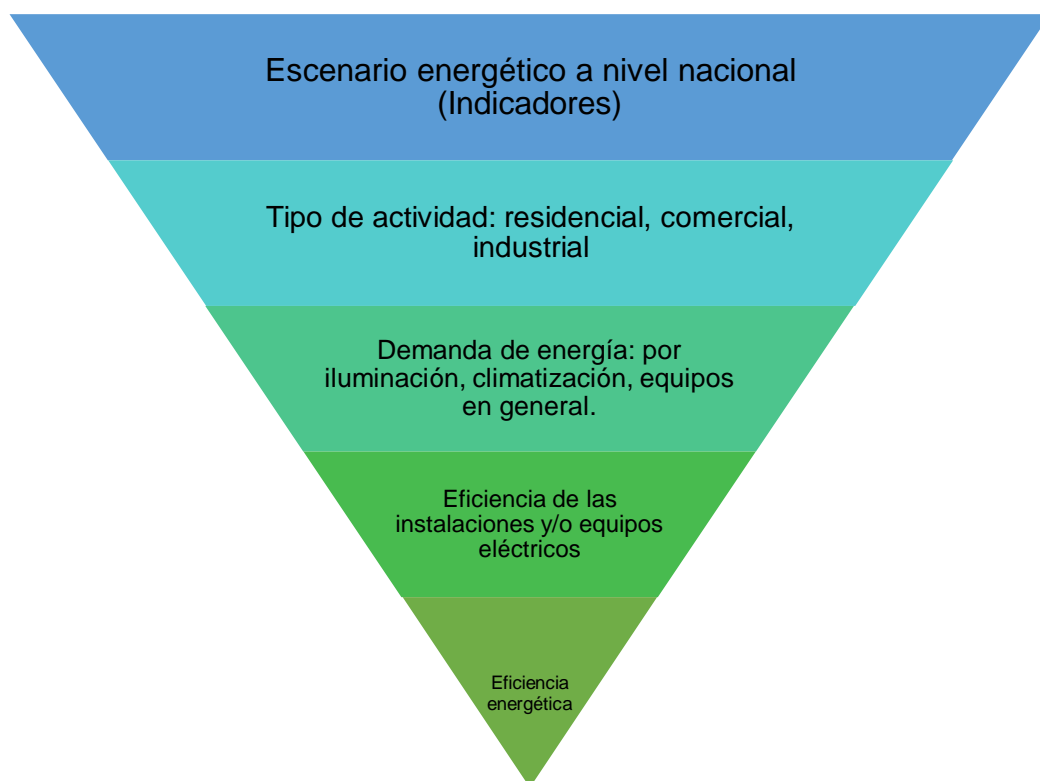 Escenario energético a nivel nacional
(Indicadores)
Tipo de actividad: residencial, comercial,
industrial
Demanda de energía: por
iluminación, climatización, equipos
en general.
Eficiencia de las
instalaciones y/o equipos
eléctricos
Eficiencia
energética